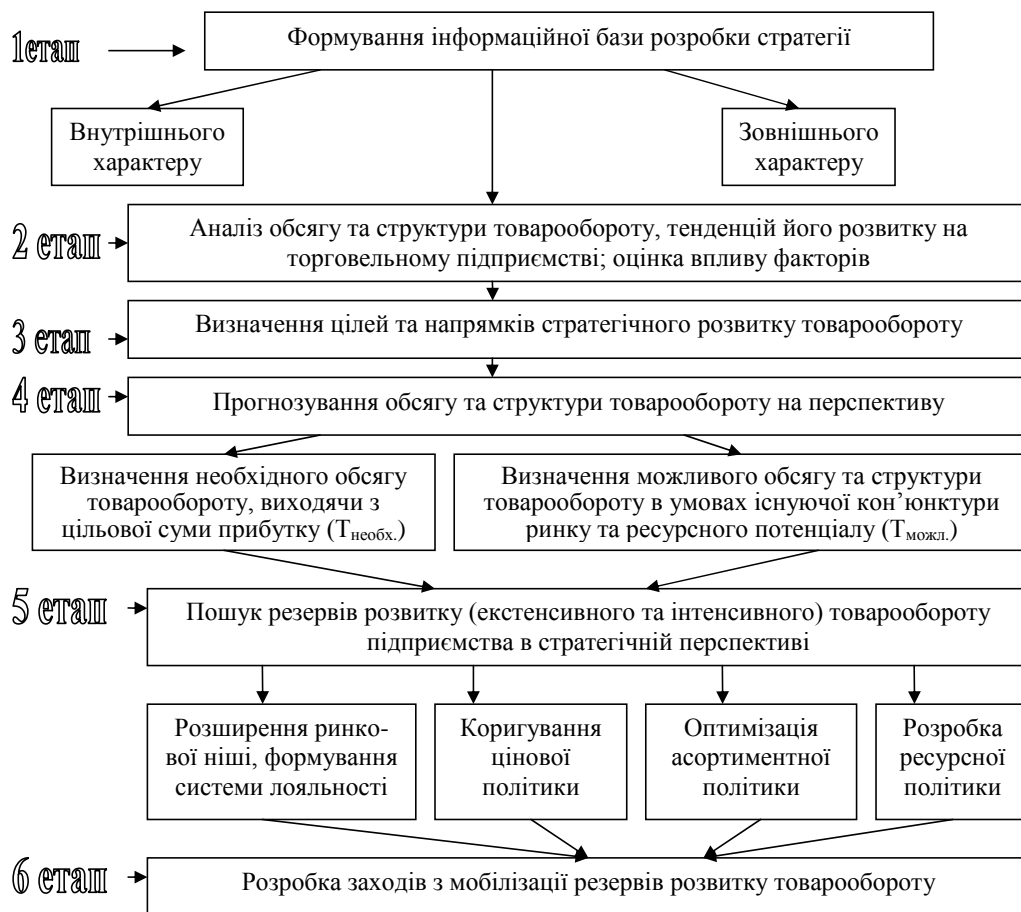 1етап
Формування інформаційної бази розробки стратегії
Внутрішнього
характеру
Зовнішнього
характеру
2 етап
Аналіз обсягу та структури товарообороту, тенденцій його розвитку на
торговельному підприємстві; оцінка впливу факторів
3 етап
Визначення цілей та напрямків стратегічного розвитку товарообороту
4 етап
Прогнозування обсягу та структури товарообороту на перспективу
Визначення необхідного обсягу
товарообороту, виходячи з
цільової суми прибутку (Тнеобх.)
Визначення можливого обсягу та структури
товарообороту в умовах існуючої кон’юнктури
ринку та ресурсного потенціалу (Тможл.)
5 етап
Пошук резервів розвитку (екстенсивного та інтенсивного) товарообороту
підприємства в стратегічній перспективі
Розширення ринко-
вої ніші, формування
системи лояльності
Коригування
цінової
політики
Оптимізація
асортиментної
політики
Розробка
ресурсної
політики
6 етап
Розробка заходів з мобілізації резервів розвитку товарообороту